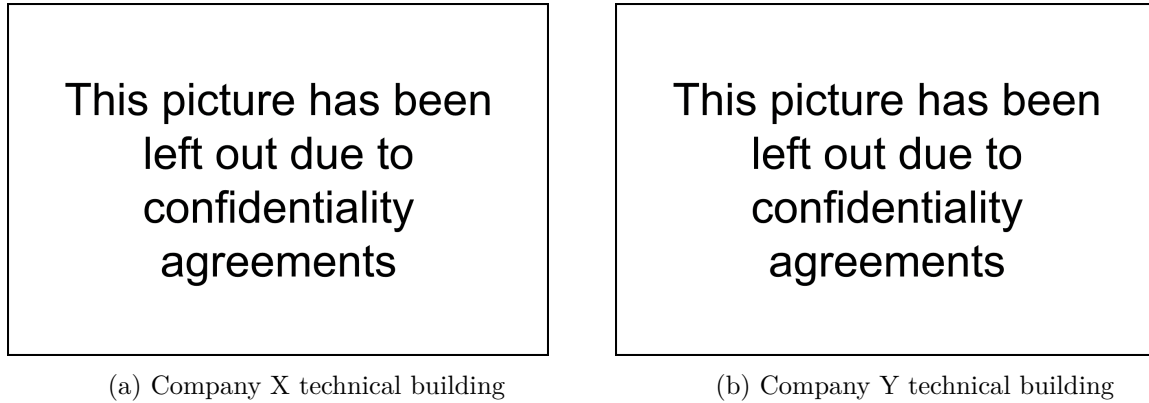 This picture has been
left out due to
confidentiality
agreements
(a) Company X technical building
This picture has been
left out due to
confidentiality
agreements
(b) Company Y technical building